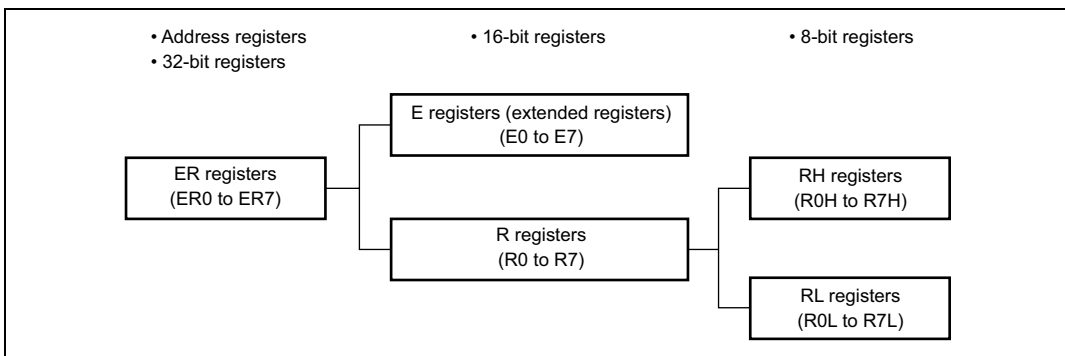 • Address registers
• 32-bit registers
• 16-bit registers
• 8-bit registers
E registers (extended registers)
(E0 to E7)
ER registers
(ER0 to ER7)
RH registers
(R0H to R7H)
R registers
(R0 to R7)
RL registers
(R0L to R7L)